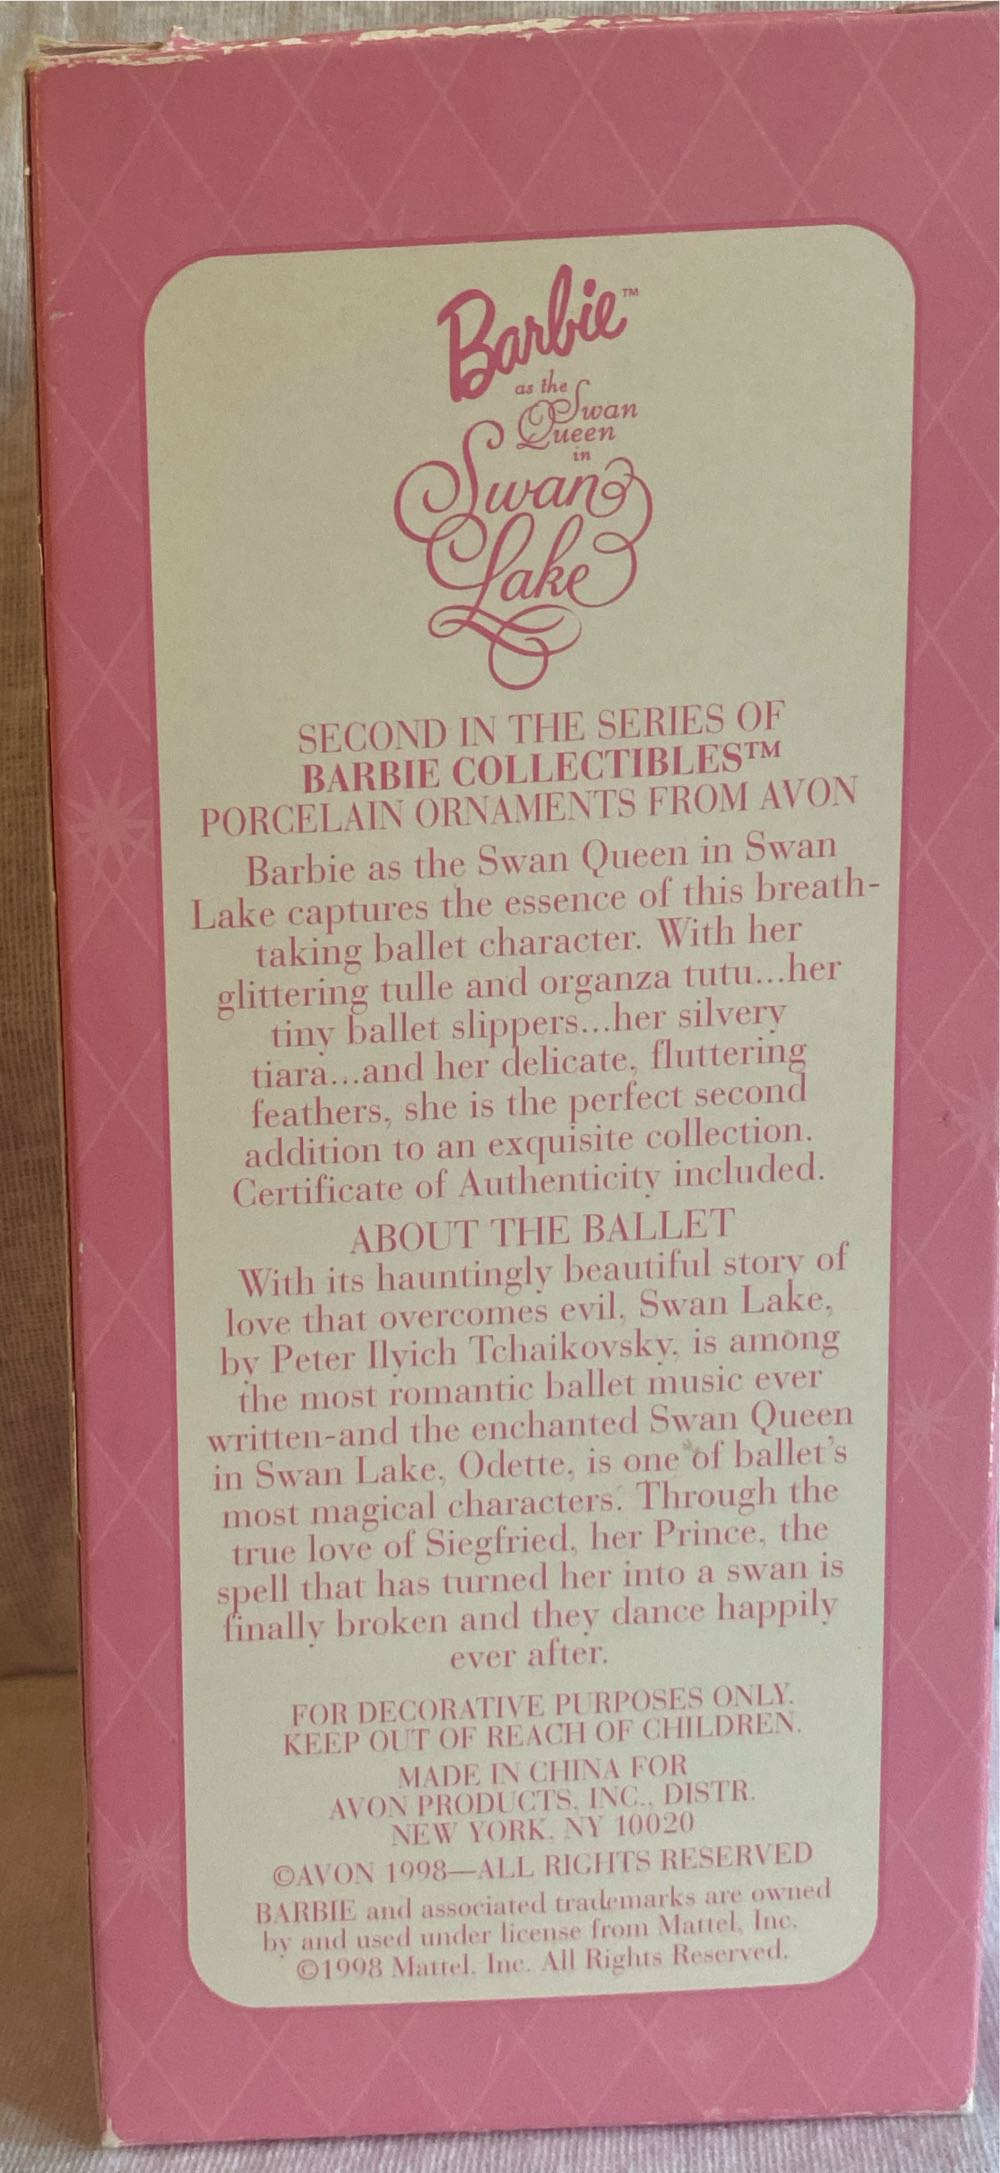 Barbie™
as the
Swan
Queen
in
Swan
Lake
SECOND IN THE SERIES OF
BARBIE COLLECTIBLES™
PORCELAIN ORNAMENTS FROM AVON
Barbie as the Swan Queen in Swan
Lake captures the essence of this breath-
taking ballet character. With her
glittering tulle and organza tutu...her
tiny ballet slippers...her silvery
tiara...and her delicate, fluttering
feathers, she is the perfect second
addition to an exquisite collection.
Certificate of Authenticity included.
ABOUT THE BALLET
With its hauntingly beautiful story of
love that overcomes evil, Swan Lake,
by Peter Ilyich Tchaikovsky, is among
the most romantic ballet music ever
written-and the enchanted Swan Queen
in Swan Lake, Odette, is one of ballet's
most magical characters. Through the
true love of Siegfried, her Prince, the
spell that has turned her into a swan is
finally broken and they dance happily
ever after.
FOR DECORATIVE PURPOSES ONLY.
KEEP OUT OF REACH OF CHILDREN.
MADE IN CHINA FOR
AVON PRODUCTS, INC., DISTR.
NEW YORK, NY 10020
©AVON 1998—ALL RIGHTS RESERVED
BARBIE and associated trademarks are owned
by and used under license from Mattel, Inc.
©1998 Mattel, Inc. All Rights Reserved.